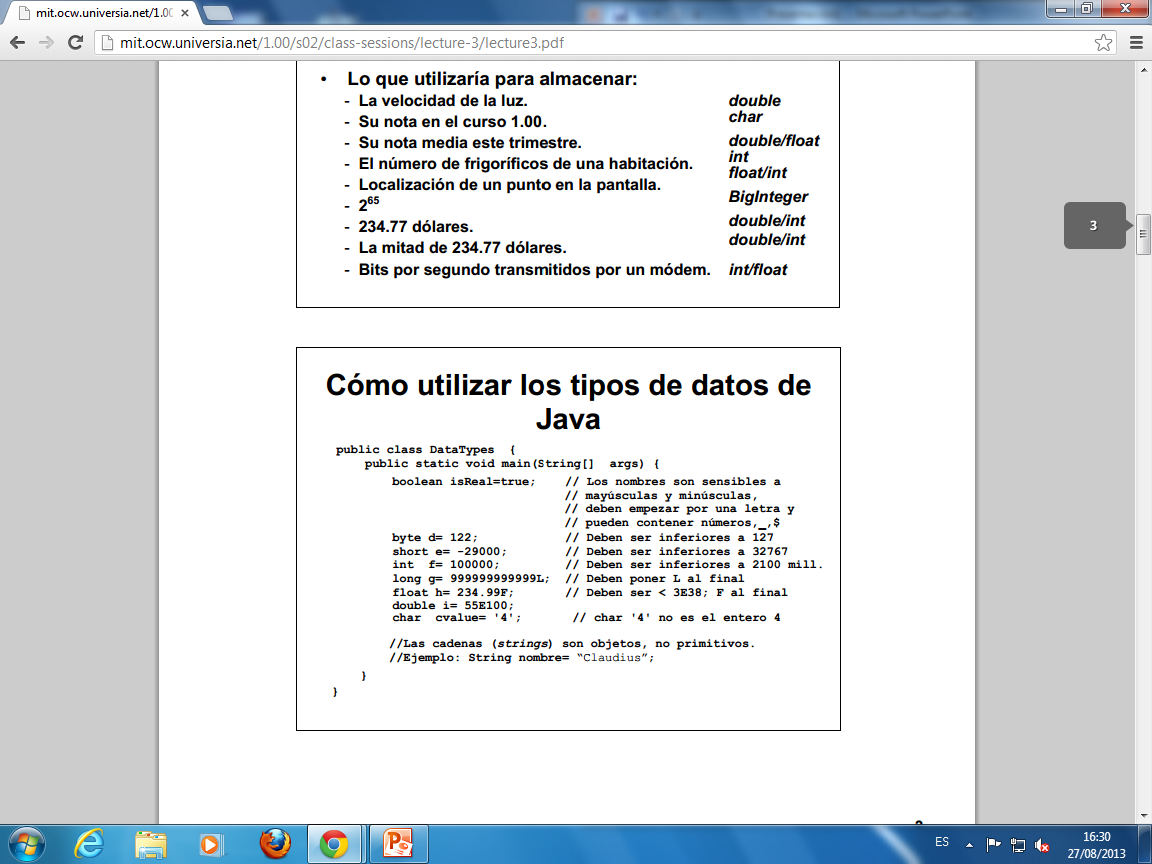 mit.ocw.universia.net/1.00
mit.ocw.universia.net/1.00/s02/class-sessions/lecture-3/lecture3.pdf
• Lo que utilizaría para almacenar:
- La velocidad de la luz. double
- Su nota en el curso 1.00. char
- Su nota media este trimestre. double/float
- El número de frigoríficos de una habitación. int
- Localización de un punto en la pantalla. float/int
- 2^65 BigInteger
- 234.77 dólares. double/int
- La mitad de 234.77 dólares. double/int
- Bits por segundo transmitidos por un módem. int/float
3
Cómo utilizar los tipos de datos de
Java
public class DataTypes {
public static void main(String[] args) {
boolean isReal=true; // Los nombres son sensibles a
// mayúsculas y minúsculas,
// deben empezar por una letra y
// pueden contener números,_,$
byte d= 122; // Deben ser inferiores a 127
short e= -29000; // Deben ser inferiores a 32767
int f= 100000; // Deben ser inferiores a 2100 mill.
long g= 999999999999L; // Deben poner L al final
float h= 234.99F; // Deben ser < 3E38; F al final
double i= 55E100;
char cvalue= '4'; // char '4' no es el entero 4
//Las cadenas (strings) son objetos, no primitivos.
//Ejemplo: String nombre= “Claudius”;
}
}
ES
16:30
27/08/2013